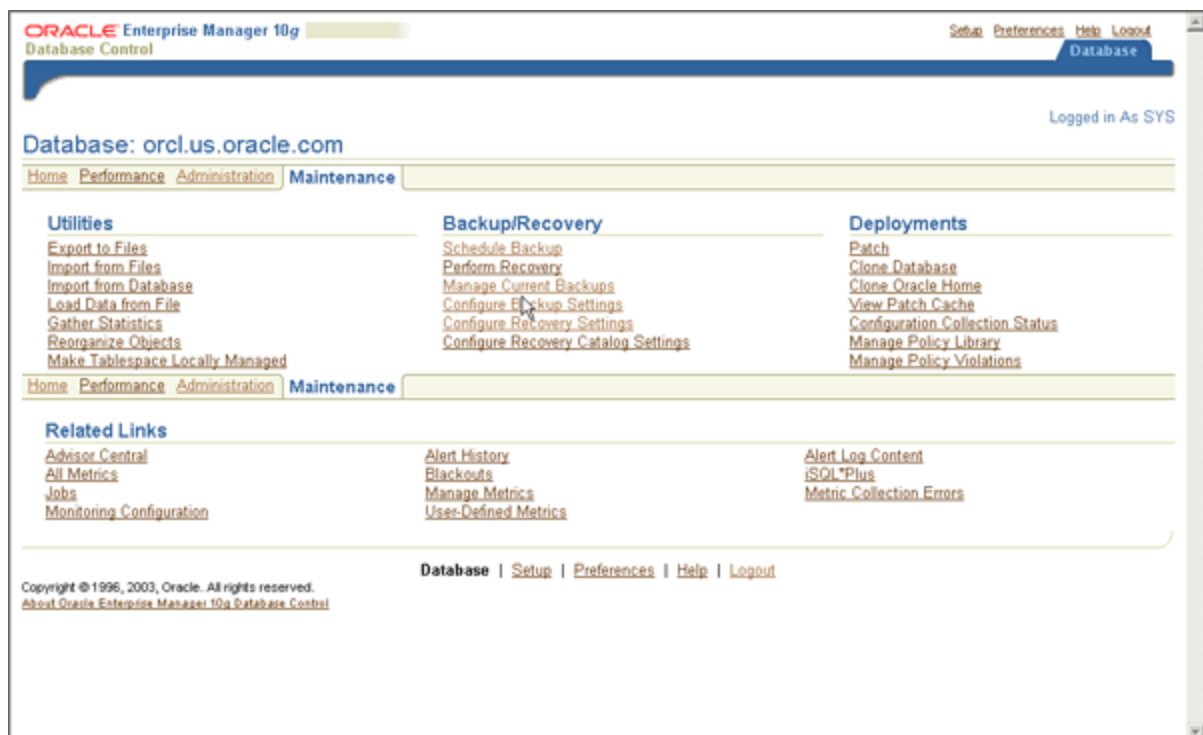 ORACLE Enterprise Manager 10g
Database Control
Setup Preferences Help Logout
Database
Logged in As SYS
Database: orcl.us.oracle.com
Home Performance Administration Maintenance
Utilities
Export to Files
Import from Files
Import from Database
Load Data from File
Gather Statistics
Reorganize Objects
Make Tablespace Locally Managed
Backup/Recovery
Schedule Backup
Perform Recovery
Manage Current Backups
Configure Backup Settings
Configure Recovery Settings
Configure Recovery Catalog Settings
Deployments
Patch
Clone Database
Clone Oracle Home
View Patch Cache
Configuration Collection Status
Manage Policy Library
Manage Policy Violations
Home Performance Administration Maintenance
Related Links
Advisor Central
All Metrics
Jobs
Monitoring Configuration
Alert History
Blackouts
Manage Metrics
User-Defined Metrics
Alert Log Content
iSQL*Plus
Metric Collection Errors
Database | Setup | Preferences | Help | Logout
Copyright © 1996, 2003, Oracle. All rights reserved.
About Oracle Enterprise Manager 10g Database Control